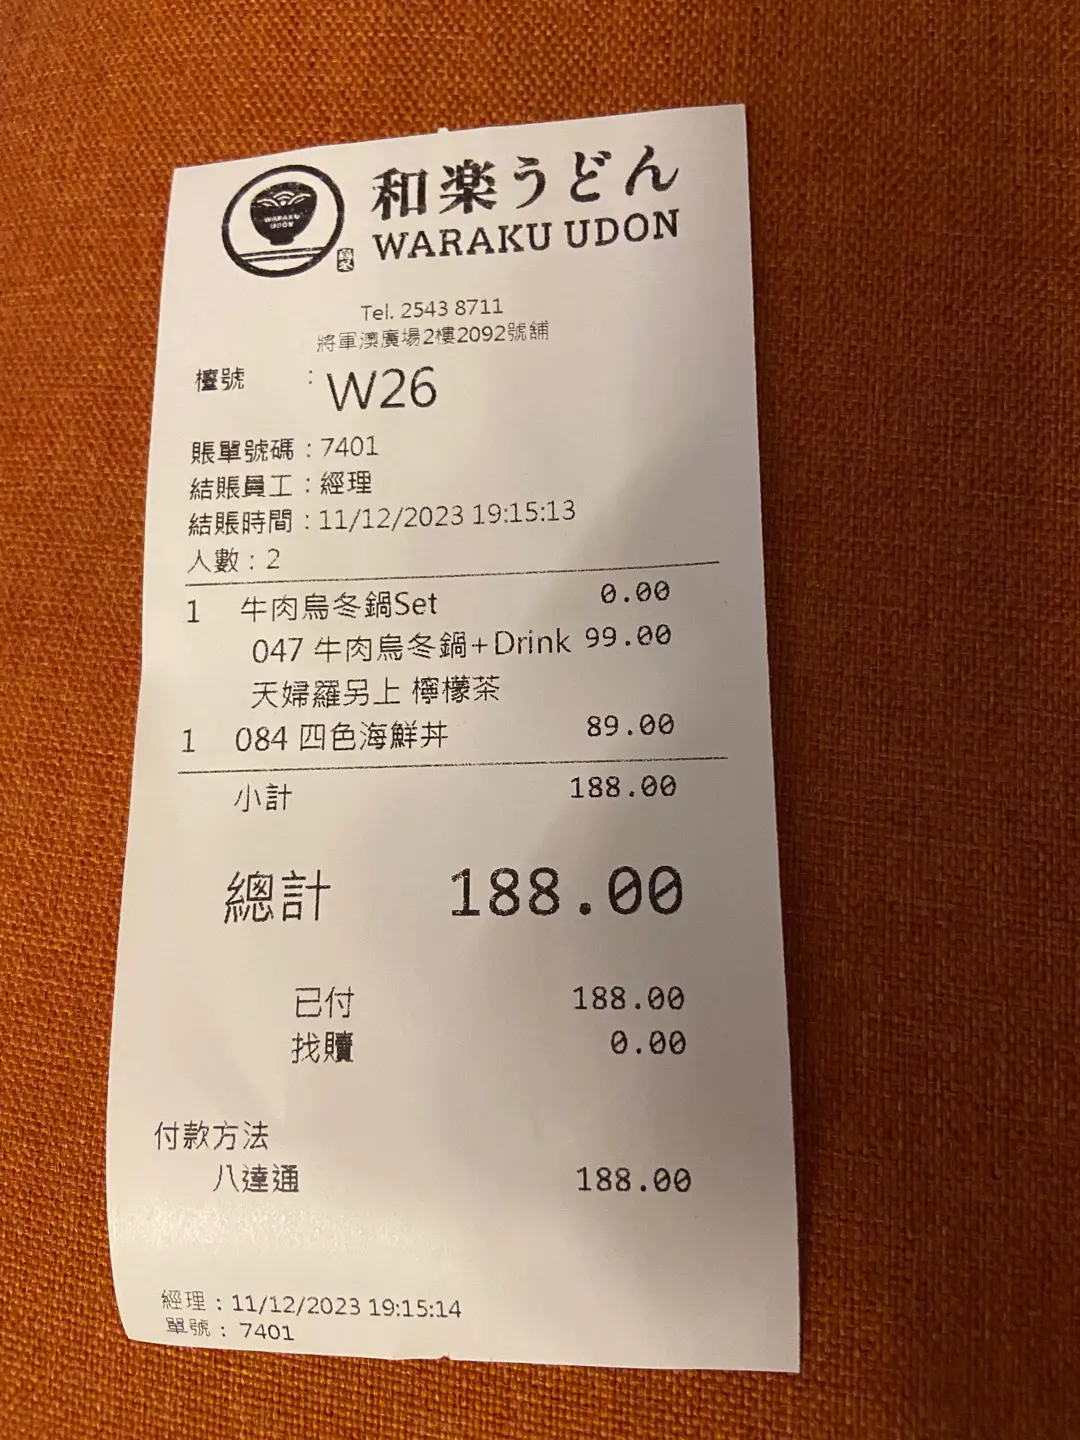 和楽うどん
WARAKU UDON
WARAKU
UDON
Tel. 2543 8711
將軍澳廣場2樓2092號舖
檯號 : W26
賬單號碼 : 7401
結賬員工 : 經理
結賬時間 : 11/12/2023 19:15:13
人數 : 2
1 牛肉烏冬鍋Set 0.00
047 牛肉烏冬鍋+Drink 99.00
天婦羅另上 檸檬茶
1 084 四色海鮮丼 89.00
小計 188.00
總計 188.00
已付 188.00
找贖 0.00
付款方法
八達通 188.00
經理 : 11/12/2023 19:15:14
單號 : 7401